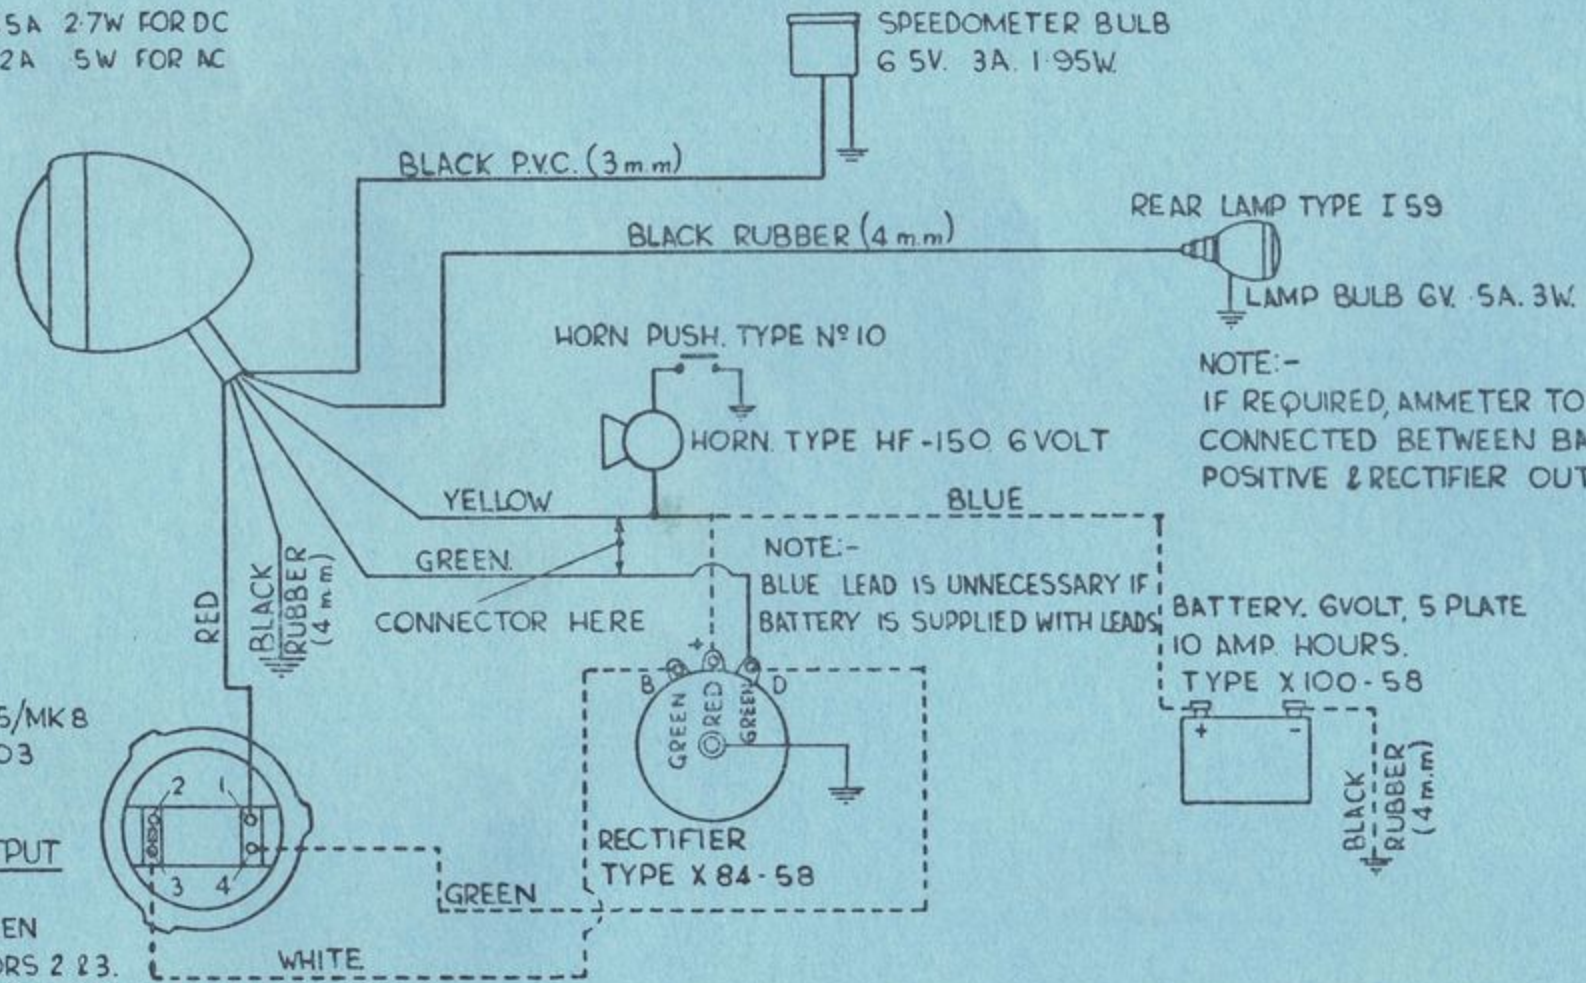 5A 2·7W FOR DC
2A ·5W FOR AC
SPEEDOMETER BULB
6 5V. 3A. 1·95W.
BLACK P.V.C. (3 m.m)
REAR LAMP TYPE I 59
BLACK RUBBER (4 m.m)
LAMP BULB 6V. ·5A. 3W.
HORN PUSH. TYPE Nº 10
NOTE:-
IF REQUIRED, AMMETER TO
CONNECTED BETWEEN BA
POSITIVE & RECTIFIER OUT
HORN. TYPE HF-150. 6 VOLT
YELLOW
BLUE
GREEN.
NOTE:-
BLUE LEAD IS UNNECESSARY IF
BATTERY IS SUPPLIED WITH LEADS
CONNECTOR HERE
RED
BLACK
RUBBER
(4 m m)
BATTERY. 6VOLT, 5 PLATE
10 AMP. HOURS.
TYPE X 100-58
+
B
D
GREEN
RED
GREEN
+
-
BLACK
RUBBER
(4 m.m)
S/MK 8
03
2
1
3
4
PUT
RECTIFIER
TYPE X 84-58
GREEN
EN
ORS 2 & 3.
WHITE